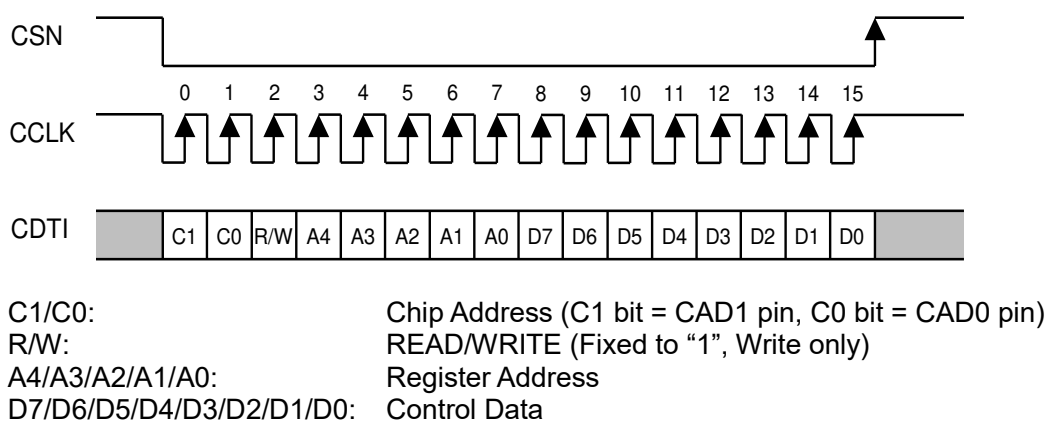 CSN
0 1 2 3 4 5 6 7 8 9 10 11 12 13 14 15
CCLK
CDTI C1 C0 R/W A4 A3 A2 A1 A0 D7 D6 D5 D4 D3 D2 D1 D0
C1/C0: Chip Address (C1 bit = CAD1 pin, C0 bit = CAD0 pin)
R/W: READ/WRITE (Fixed to “1”, Write only)
A4/A3/A2/A1/A0: Register Address
D7/D6/D5/D4/D3/D2/D1/D0: Control Data